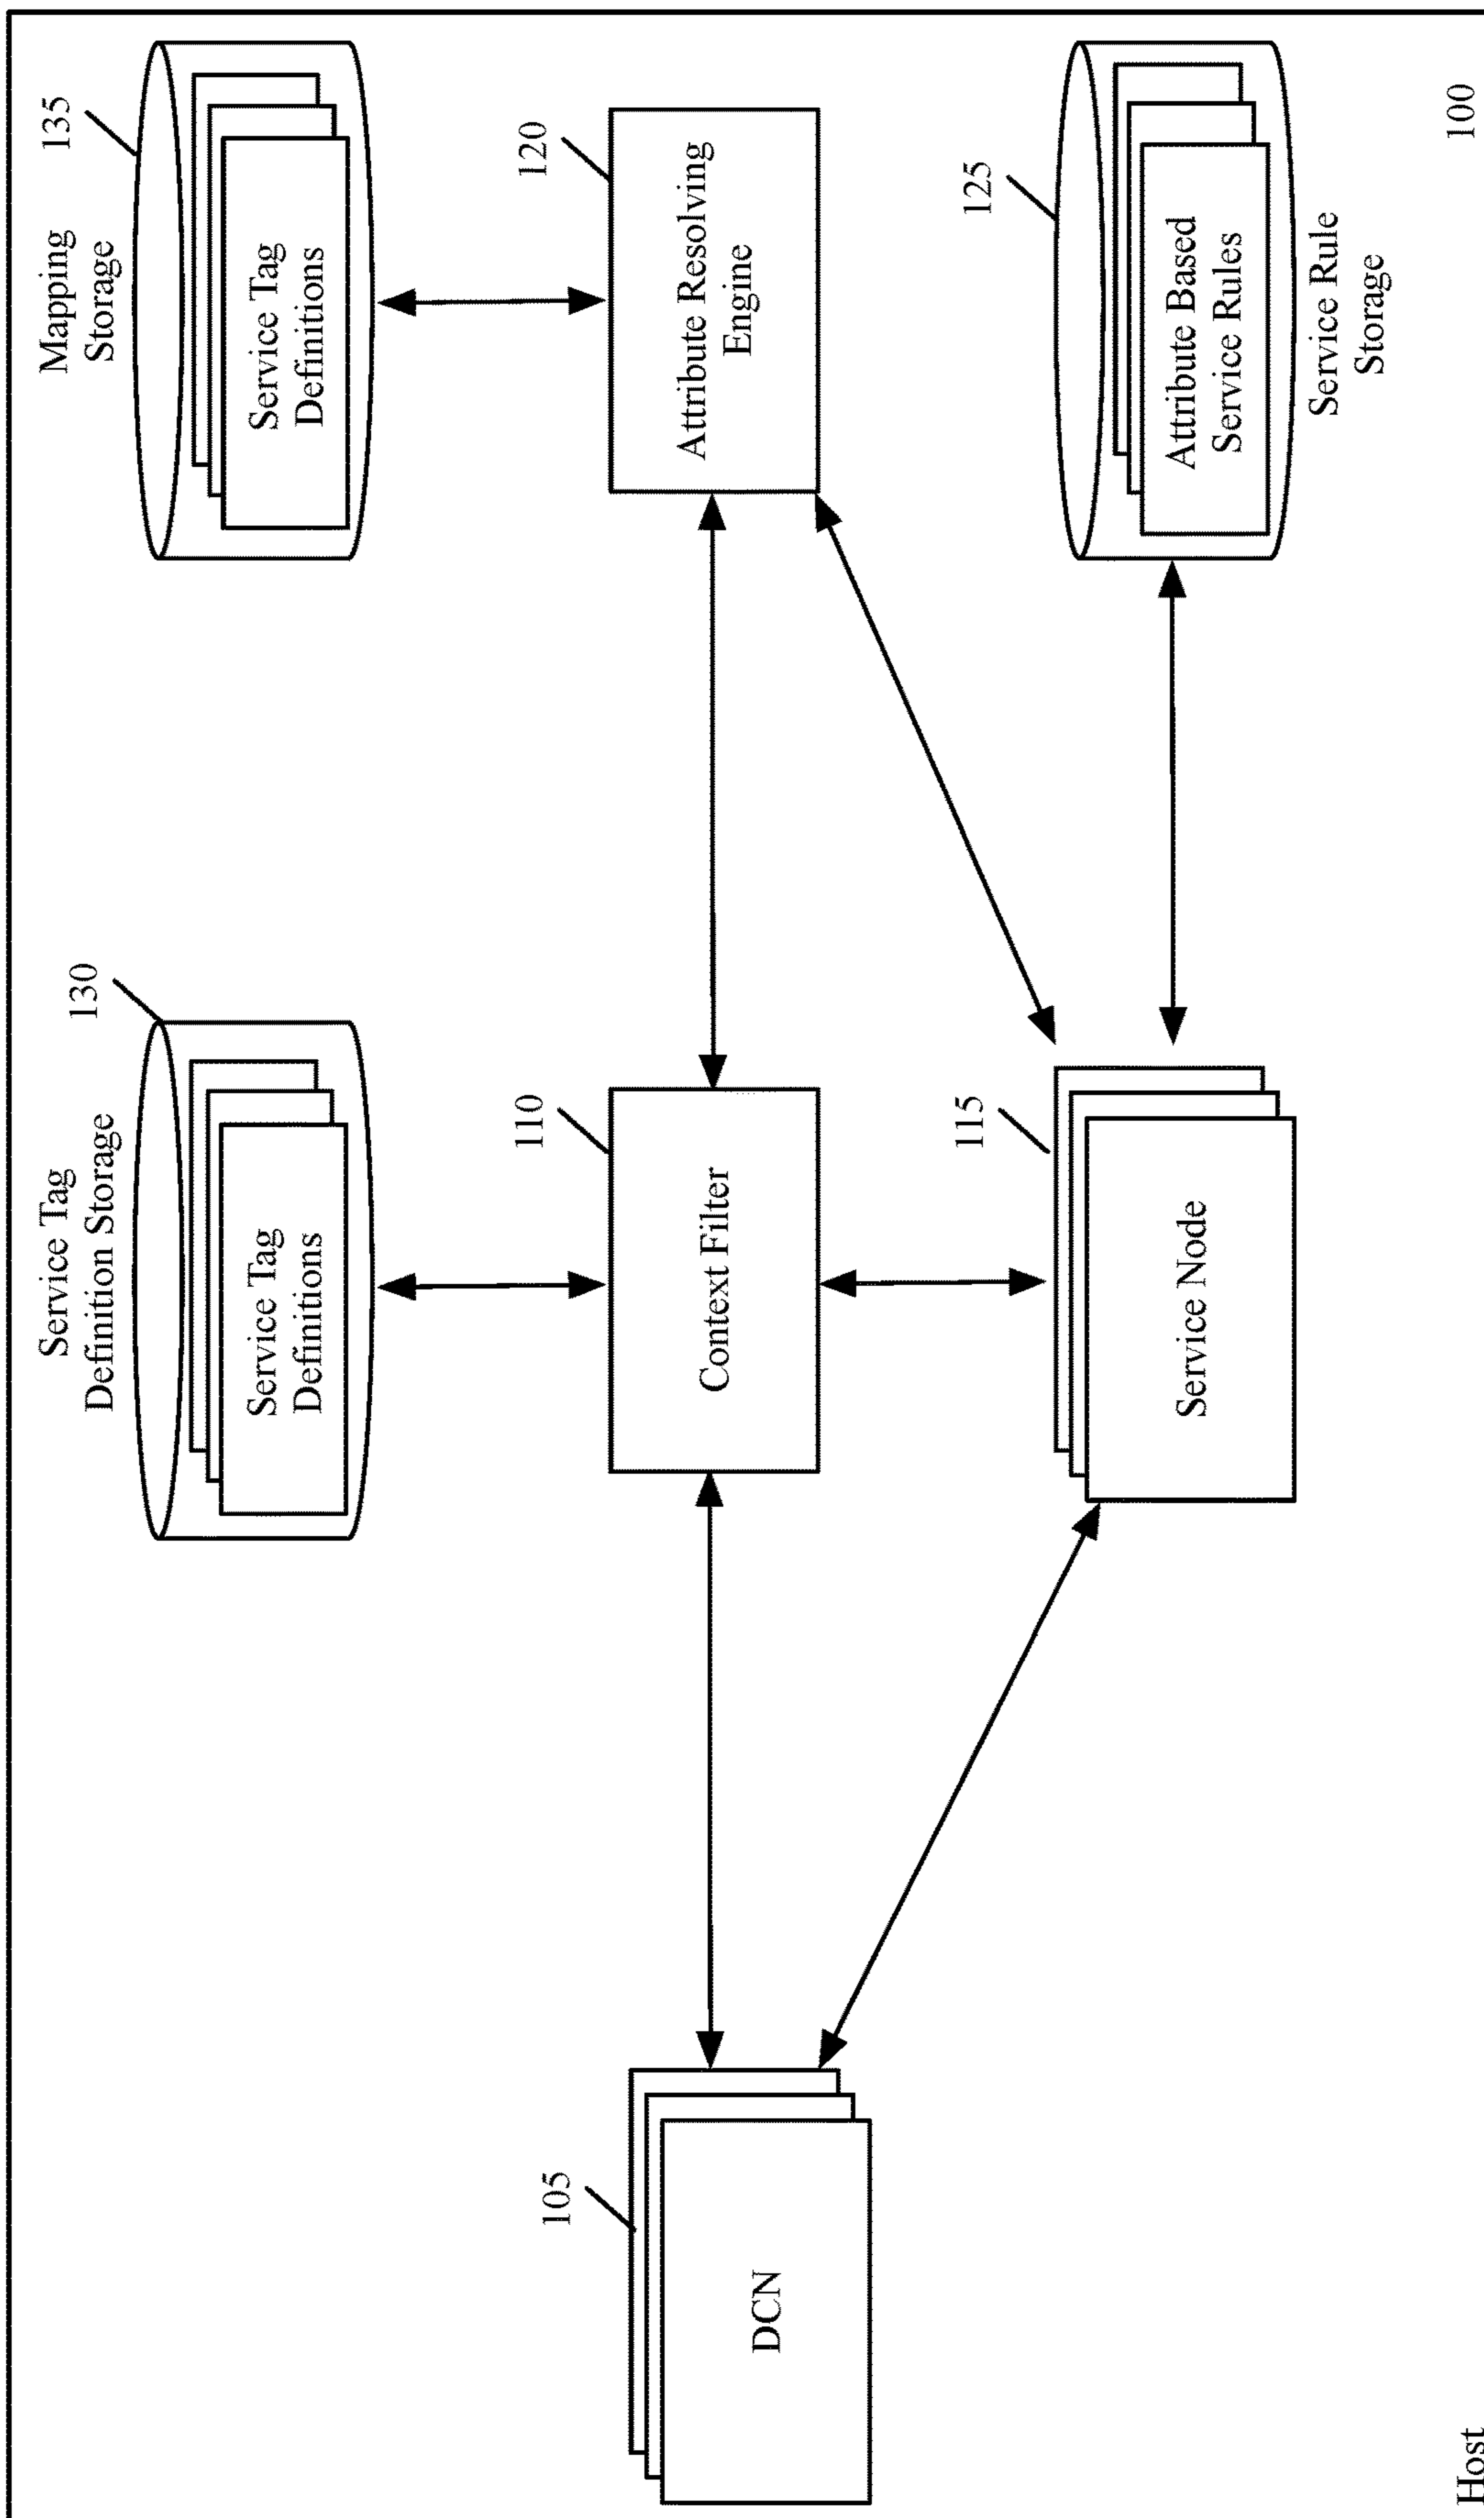 Service Tag
Definition Storage
130
Service Tag
Definitions
Mapping
Storage
135
Service Tag
Definitions
105
DCN
110
Context Filter
120
Attribute Resolving
Engine
115
Service Node
125
Attribute Based
Service Rules
Service Rule
Storage
Host
100